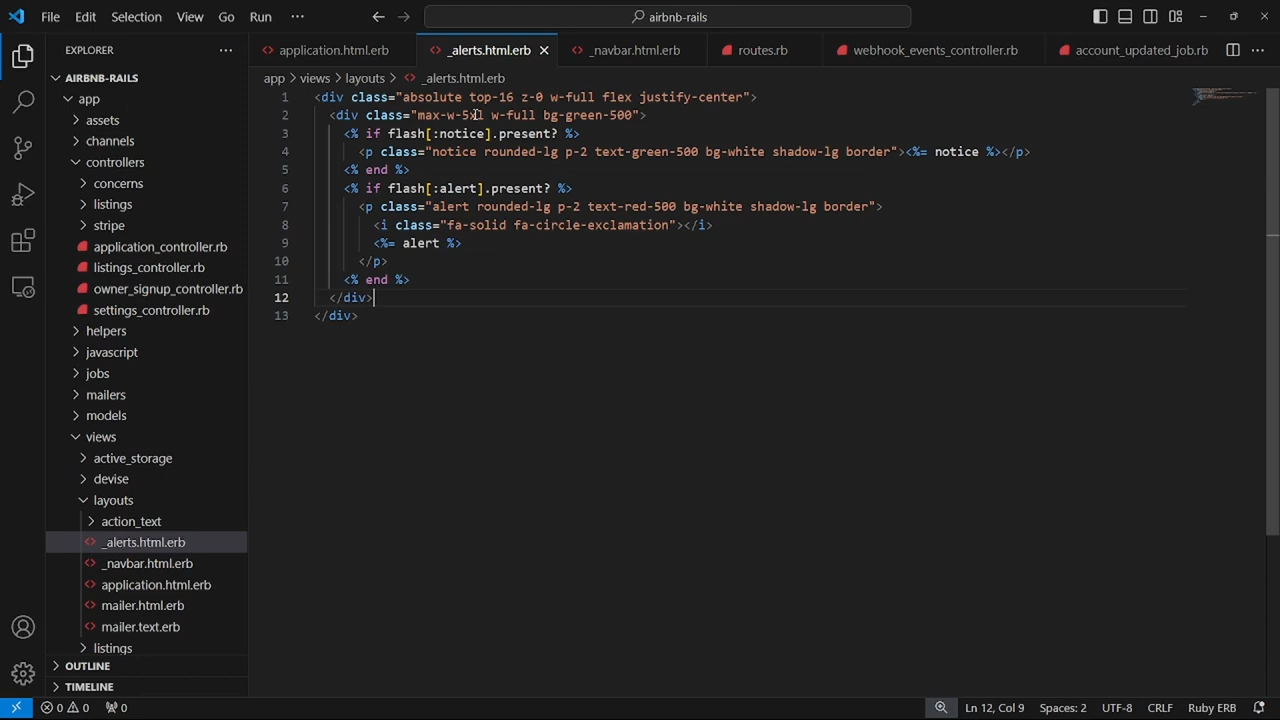 File Edit Selection View Go Run ··· airbnb-rails
EXPLORER ···
application.html.erb _alerts.html.erb _navbar.html.erb routes.rb webhook_events_controller.rb account_updated_job.rb ···
AIRBNB-RAILS
app > views > layouts > _alerts.html.erb
app
assets
channels
controllers
concerns
listings
stripe
application_controller.rb
listings_controller.rb
owner_signup_controller.rb
settings_controller.rb
helpers
javascript
jobs
mailers
models
views
active_storage
devise
layouts
action_text
_alerts.html.erb
_navbar.html.erb
application.html.erb
mailer.html.erb
mailer.text.erb
listings
OUTLINE
TIMELINE
1 <div class="absolute top-16 z-0 w-full flex justify-center">
2 <div class="max-w-5xl w-full bg-green-500">
3 <% if flash[:notice].present? %>
4 <p class="notice rounded-lg p-2 text-green-500 bg-white shadow-lg border"><%= notice %></p>
5 <% end %>
6 <% if flash[:alert].present? %>
7 <p class="alert rounded-lg p-2 text-red-500 bg-white shadow-lg border">
8 <i class="fa-solid fa-circle-exclamation"></i>
9 <%= alert %>
10 </p>
11 <% end %>
12 </div>
13 </div>
0 0 0 Ln 12, Col 9 Spaces: 2 UTF-8 CRLF Ruby ERB